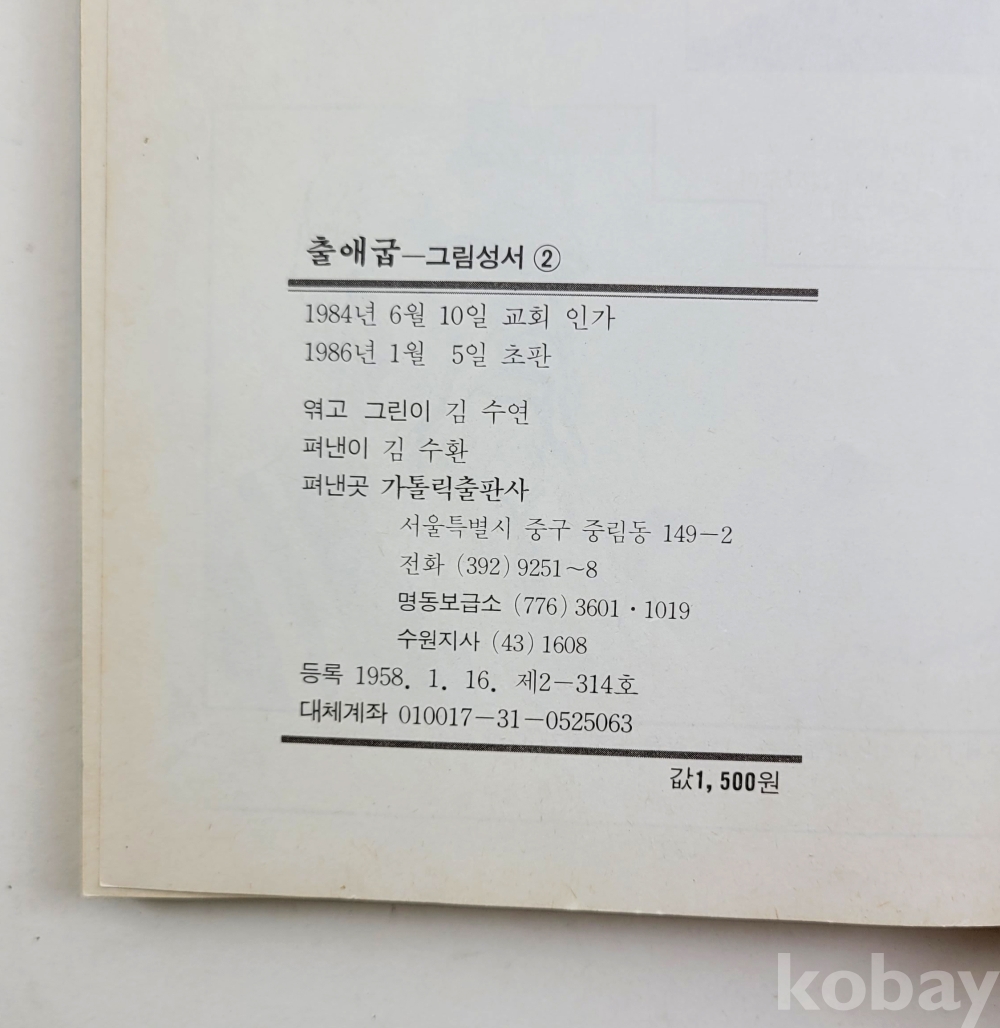 출애굽—그림성서 ②
1984년 6월 10일 교회 인가
1986년 1월 5일 초판
엮고 그린이 김 수연
펴낸이 김 수환
펴낸곳 가톨릭출판사
서울특별시 중구 중림동 149-2
전화 (392) 9251~8
명동보급소 (776) 3601·1019
수원지사 (43) 1608
등록 1958. 1. 16. 제2-314호
대체계좌 010017-31-0525063
값1,500원
kobay